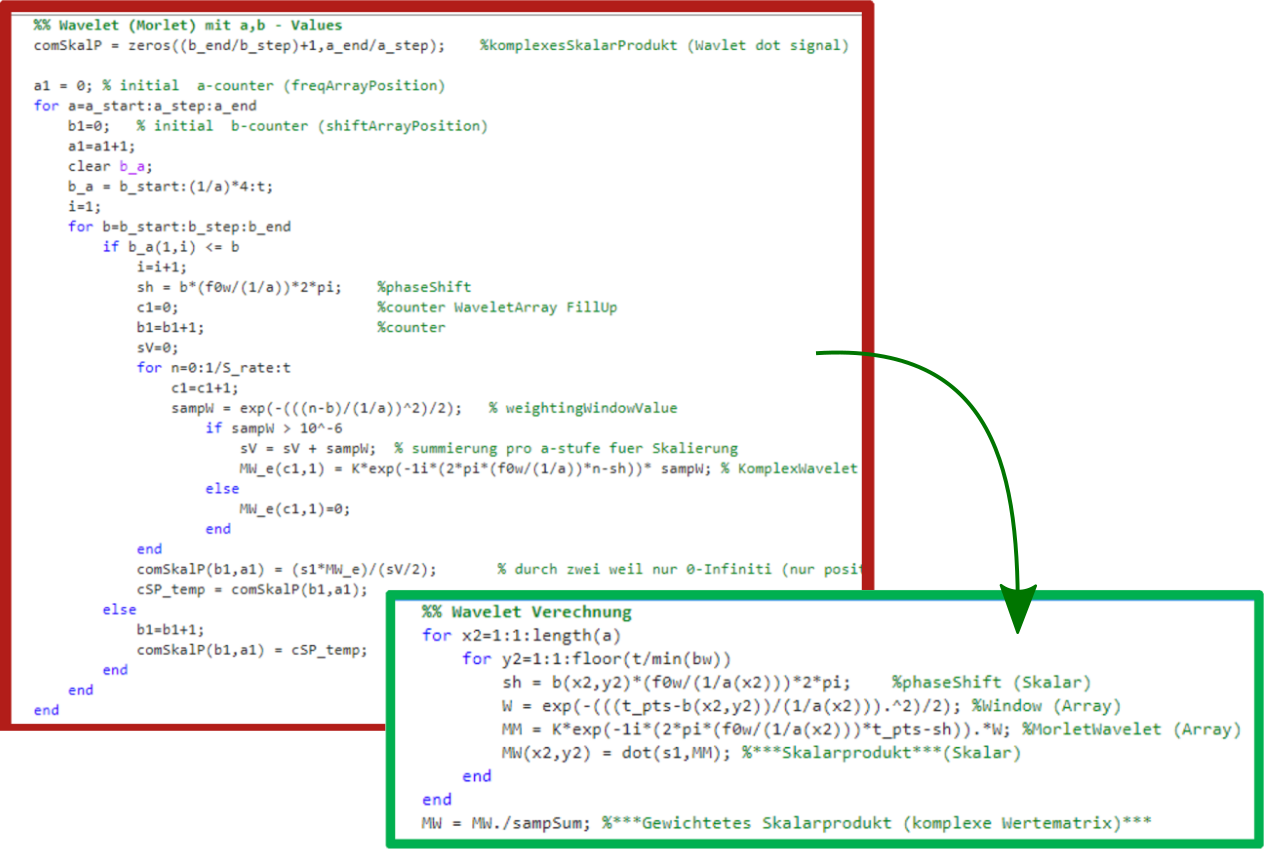 %% Wavelet (Morlet) mit a,b - Values
comSkalP = zeros((b_end/b_step)+1,a_end/a_step);    %komplexesSkalarProdukt (Wavlet dot signal)
a1 = 0; % initial  a-counter (freqArrayPosition)
for a=a_start:a_step:a_end
    b1=0;   % initial  b-counter (shiftArrayPosition)
    a1=a1+1;
    clear b_a;
    b_a = b_start:(1/a)*4:t;
    i=1;
    for b=b_start:b_step:b_end
        if b_a(1,i) <= b
            i=i+1;
            sh = b*(f0w/(1/a))*2*pi;    %phaseShift
            c1=0;                       %counter WaveletArray FillUp
            b1=b1+1;                    %counter
            sV=0;
            for n=0:1/S_rate:t
                c1=c1+1;
                sampW = exp(-(((n-b)/(1/a))^2)/2);   % weightingWindowValue
                    if sampW > 10^-6
                        sV = sV + sampW;  % summierung pro a-stufe fuer Skalierung
                        MW_e(c1,1) = K*exp(-1i*(2*pi*(f0w/(1/a))*n-sh))* sampW; % KomplexWavelet
                    else
                        MW_e(c1,1)=0;
                    end
            end
            comSkalP(b1,a1) = (s1*MW_e)/(sV/2);       % durch zwei weil nur 0-Infiniti (nur posit
            cSP_temp = comSkalP(b1,a1);
        else
            b1=b1+1;
            comSkalP(b1,a1) = cSP_temp;
        end
    end
end
%% Wavelet Verechnung
for x2=1:1:length(a)
    for y2=1:1:floor(t/min(bw))
        sh = b(x2,y2)*(f0w/(1/a(x2)))*2*pi;    %phaseShift (Skalar)
        W = exp(-(((t_pts-b(x2,y2))/(1/a(x2))).^2)/2); %Window (Array)
        MM = K*exp(-1i*(2*pi*(f0w/(1/a(x2)))*t_pts-sh)).*W; %MorletWavelet (Array)
        MW(x2,y2) = dot(s1,MM); %***Skalarprodukt***(Skalar)
    end
end
MW = MW./sampSum; %***Gewichtetes Skalarprodukt (komplexe Wertematrix)***